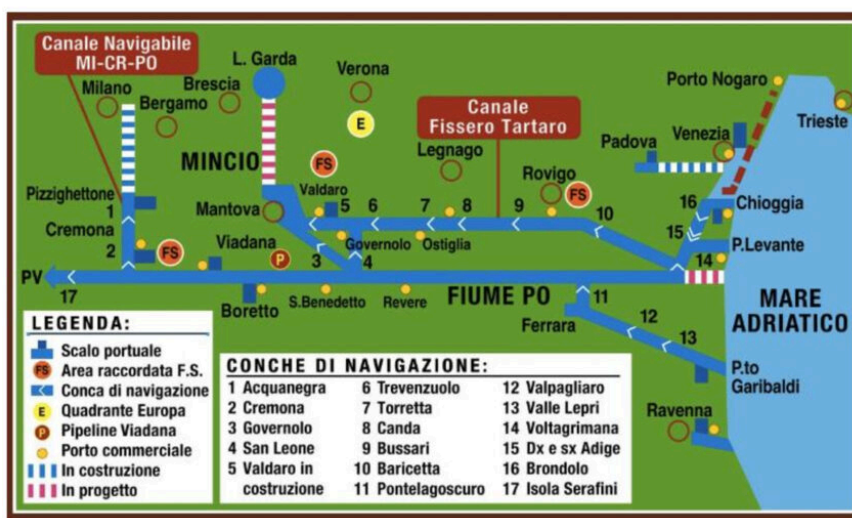 Canale Navigabile
MI-CR-PO
L. Garda
Milano
Bergamo
Brescia
Verona
E
Canale
Fissero Tartaro
Porto Nogaro
Trieste
Padova
Venezia
MINCIO
FS
Legnago
Rovigo
FS
Pizzighettone
1
Cremona
2
FS
Mantova
Valdaro
5
6
7
8
9
10
16
Chioggia
15
P.Levante
14
Viadana
P
3
Governolo
4
Ostiglia
PV
17
Boretto
S.Benedetto
Revere
FIUME PO
11
Ferrara
12
13
MARE
ADRIATICO
P.to
Garibaldi
Ravenna
LEGENDA:
Scalo portuale
FS Area raccordata F.S.
Conca di navigazione
E Quadrante Europa
P Pipeline Viadana
Porto commerciale
In costruzione
In progetto
CONCHE DI NAVIGAZIONE:
1 Acquanegra
2 Cremona
3 Governolo
4 San Leone
5 Valdaro in
costruzione
6 Trevenzuolo
7 Torretta
8 Canda
9 Bussari
10 Baricetta
11 Pontelagoscuro
12 Valpagliaro
13 Valle Lepri
14 Voltagrimana
15 Dx e sx Adige
16 Brondolo
17 Isola Serafini